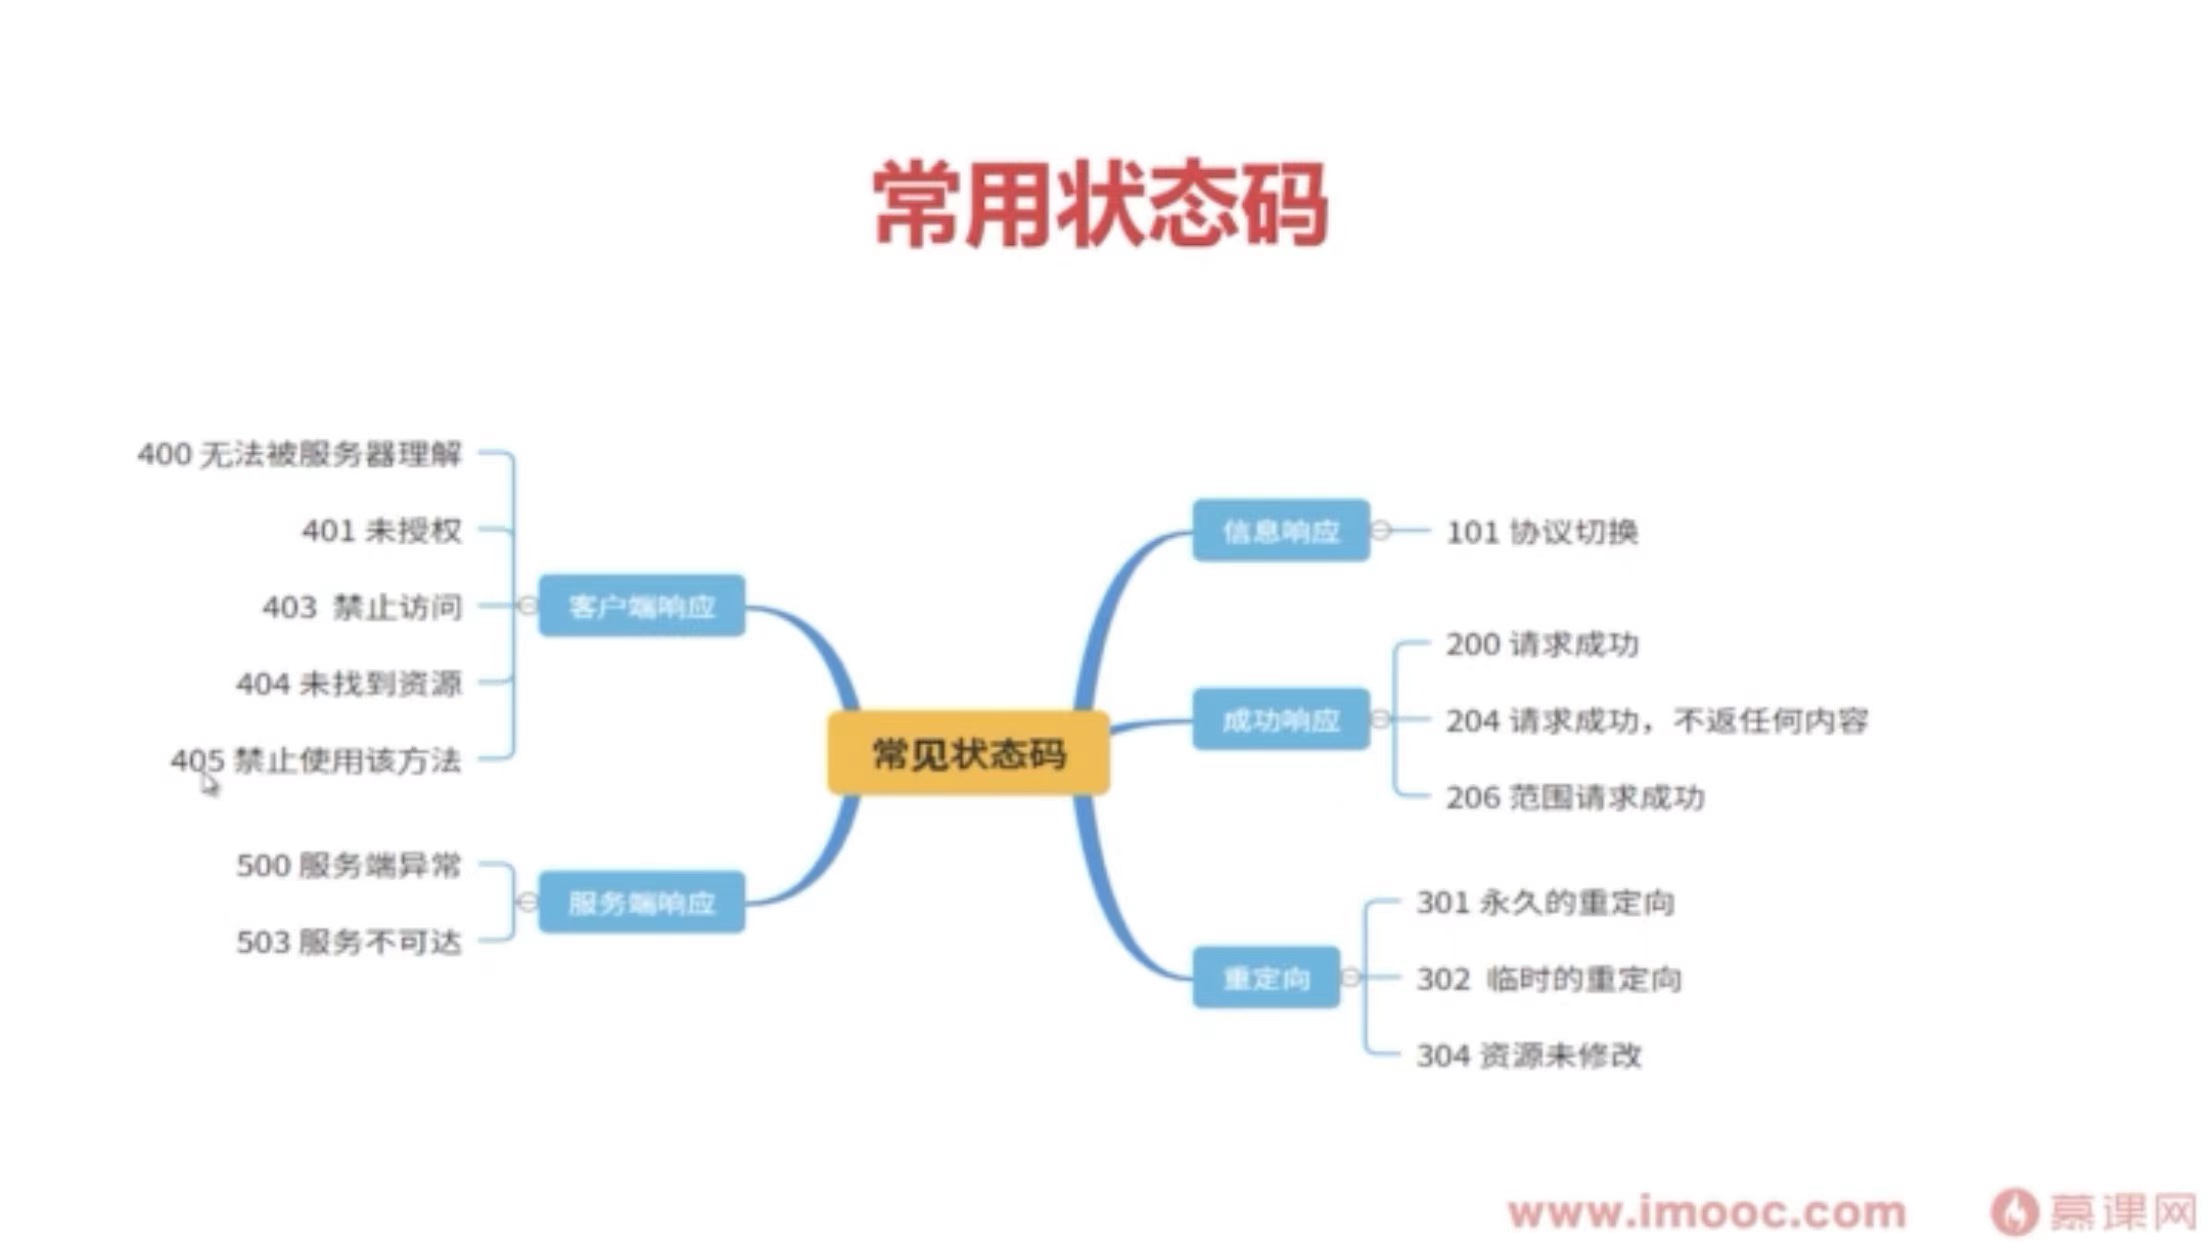 常用状态码
400 无法被服务器理解
401 未授权
403 禁止访问
404 未找到资源
405 禁止使用该方法
客户端响应
500 服务端异常
503 服务不可达
服务端响应
常见状态码
信息响应
101 协议切换
成功响应
200 请求成功
204 请求成功，不返任何内容
206 范围请求成功
重定向
301 永久的重定向
302 临时的重定向
304 资源未修改
www.imooc.com 慕课网